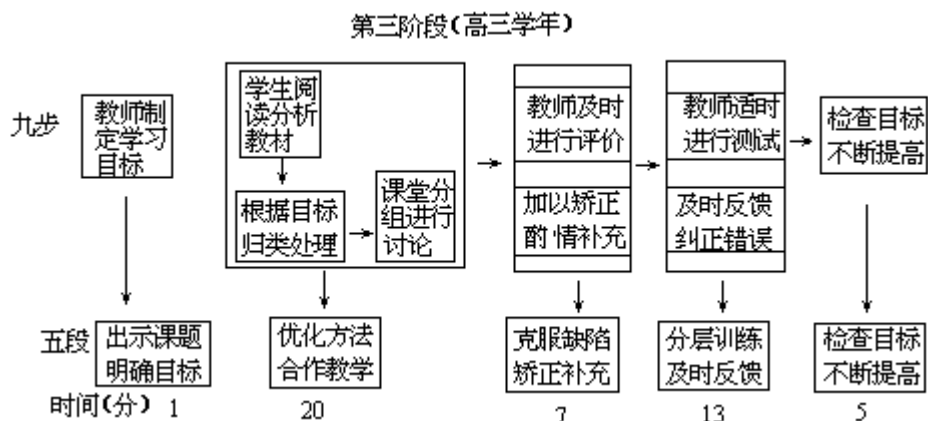 第三阶段(高三学年)
九步
教师制
定学习
目标
学生阅
读分析
教材
根据目标
归类处理
课堂分
组进行
讨论
教师及时
进行评价
加以矫正
酌情补充
教师适时
进行测试
及时反馈
纠正错误
检查目标
不断提高
五段
出示课题
明确目标
优化方法
合作教学
克服缺陷
矫正补充
分层训练
及时反馈
检查目标
不断提高
时间(分) 1 20 7 13 5